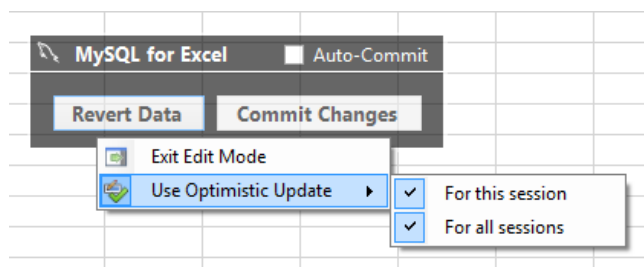 MySQL for Excel Auto-Commit
Revert Data Commit Changes
Exit Edit Mode
Use Optimistic Update
For this session
For all sessions